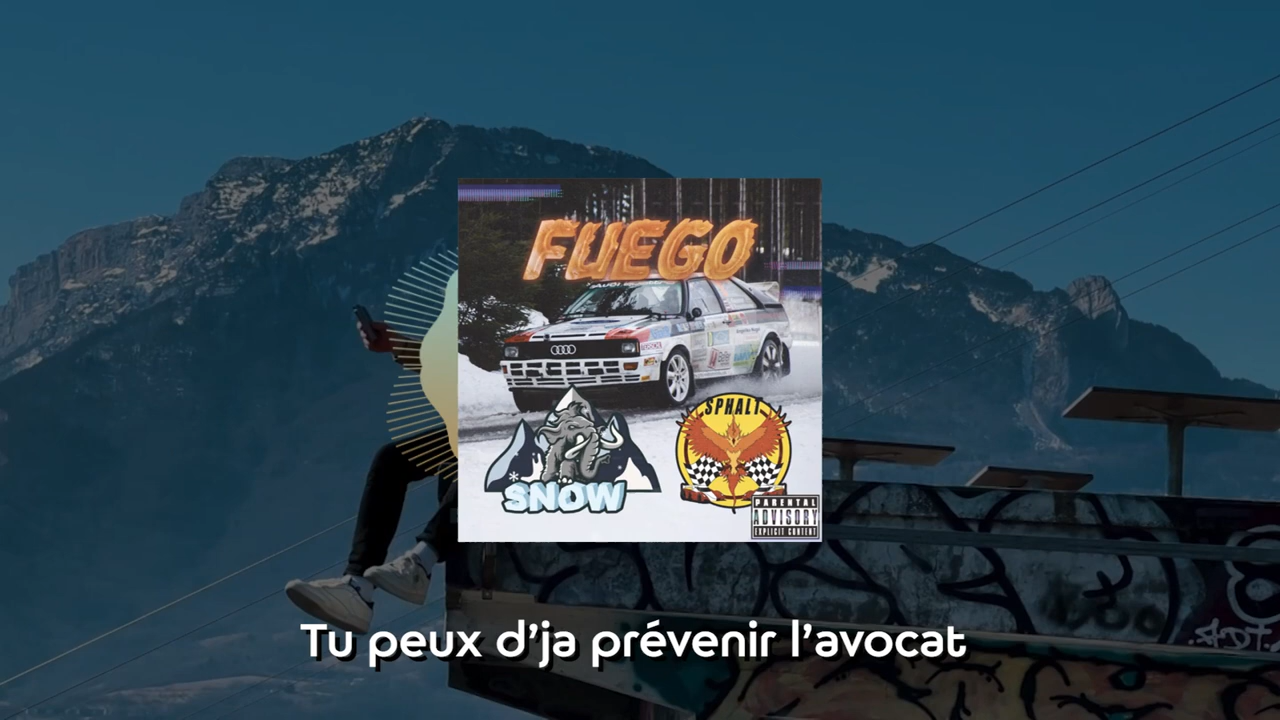 FUEGO
SNOW
SPHALT
PARENTAL
ADVISORY
EXPLICIT CONTENT
Tu peux d'ja prévenir l'avocat